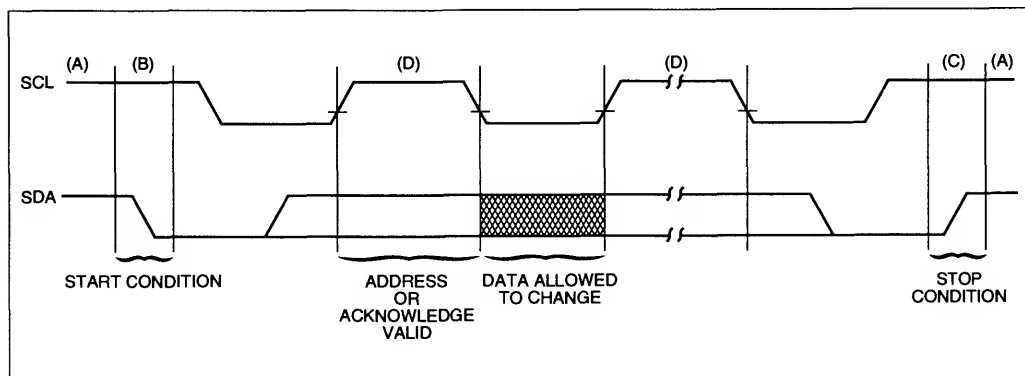 (A) (B) (D) (D) (C) (A)
SCL
SDA
START CONDITION
ADDRESS
OR
ACKNOWLEDGE
VALID
DATA ALLOWED
TO CHANGE
STOP
CONDITION